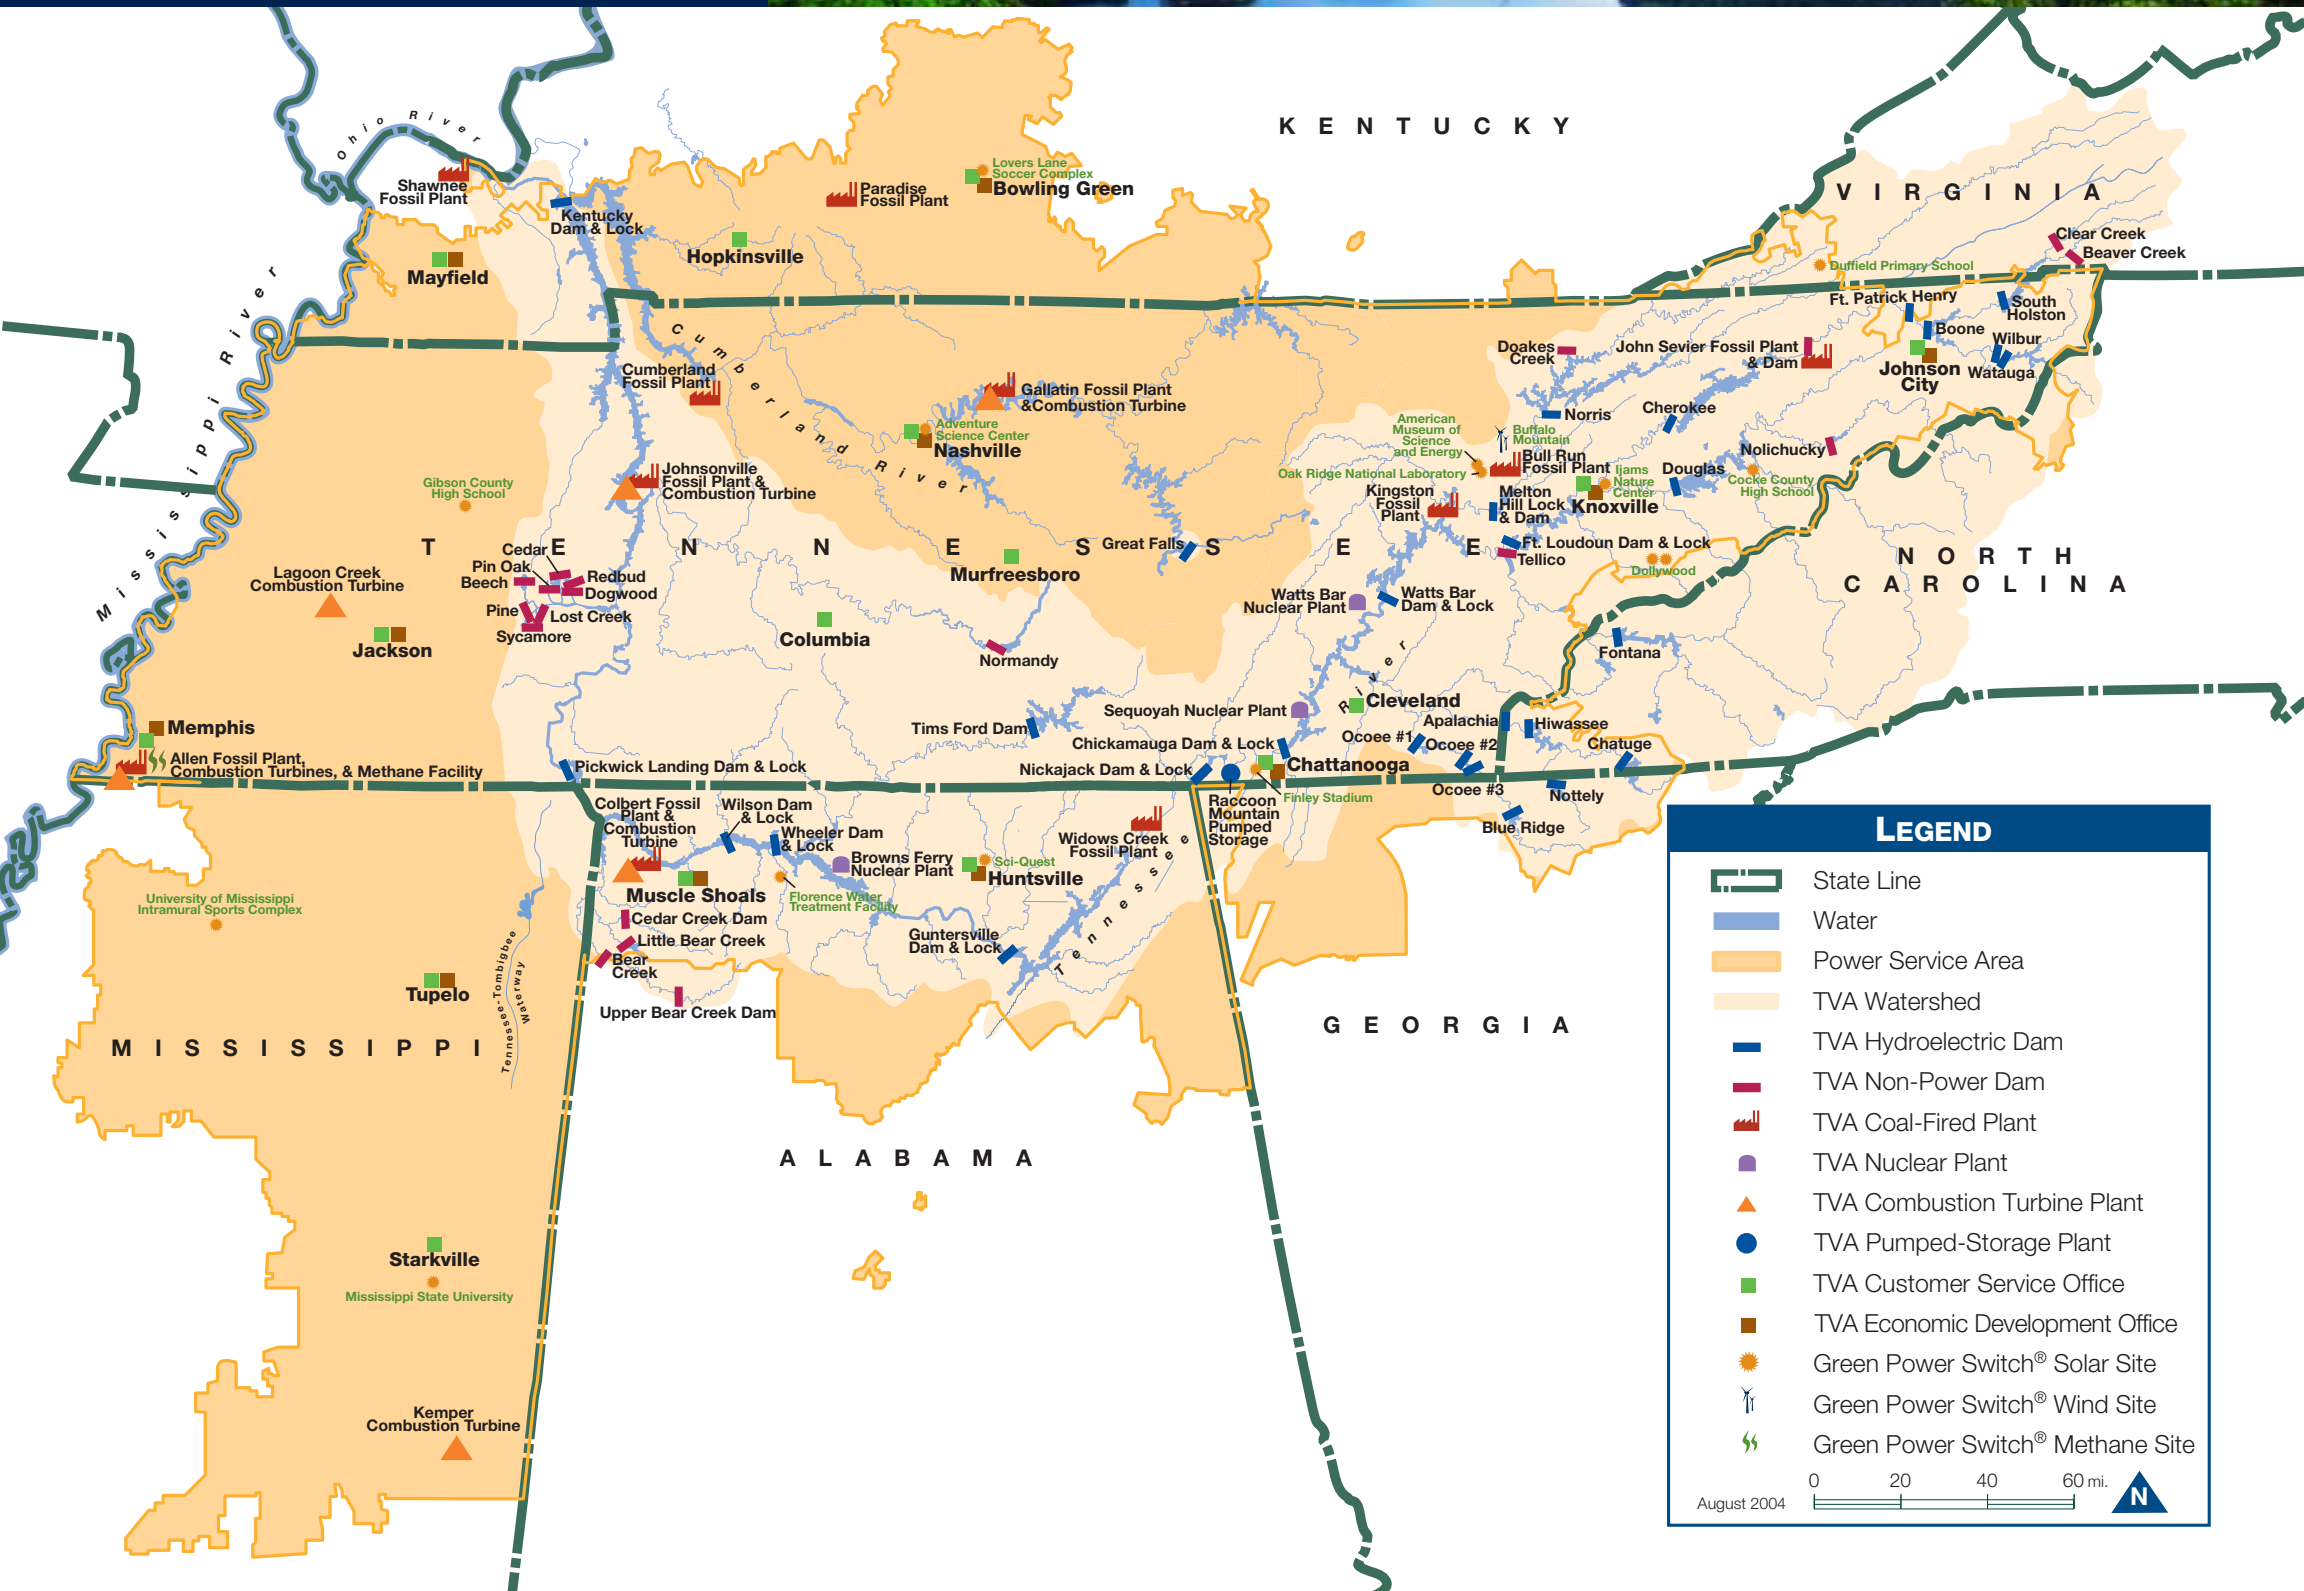 KENTUCKY
Ohio River
Lovers Lane
Soccer Complex
Bowling Green
Shawnee
Fossil Plant
Paradise
Fossil Plant
VIRGINIA
Kentucky
Dam & Lock
Hopkinsville
Mayfield
Clear Creek
Beaver Creek
Duffield Primary School
Mississippi River
Ft. Patrick Henry
South
Holston
Boone
Wilbur
Watauga
Johnson
City
Cumberland River
Doakes
Creek
John Sevier Fossil Plant
& Dam
Cumberland
Fossil Plant
Gallatin Fossil Plant
&Combustion Turbine
Norris
Cherokee
American
Museum of
Science
and Energy
Buffalo
Mountain
Adventure
Science Center
Nashville
Nolichucky
Bull Run
Fossil Plant
Oak Ridge National Laboratory
Ijams
Nature
Center
Douglas
Cocke County
High School
Johnsonville
Fossil Plant &
Combustion Turbine
Gibson County
High School
Kingston
Fossil
Plant
Melton
Hill Lock
& Dam
Knoxville
TENNESSEE
Great Falls
Ft. Loudoun Dam & Lock
Tellico
Dollywood
NORTH
CAROLINA
Cedar
Pin Oak
Beech
Redbud
Dogwood
Pine
Lost Creek
Sycamore
Lagoon Creek
Combustion Turbine
Murfreesboro
Watts Bar
Nuclear Plant
Watts Bar
Dam & Lock
Jackson
Columbia
Normandy
Fontana
Tennessee River
Cleveland
Sequoyah Nuclear Plant
Memphis
Tims Ford Dam
Apalachia
Hiwassee
Ocoee #1
Ocoee #2
Chatuge
Chickamauga Dam & Lock
Allen Fossil Plant,
Combustion Turbines, & Methane Facility
Pickwick Landing Dam & Lock
Nickajack Dam & Lock
Chattanooga
Ocoee #3
Nottely
Finley Stadium
Raccoon
Mountain
Pumped
Storage
Blue Ridge
Colbert Fossil
Plant &
Combustion
Turbine
Wilson Dam
& Lock
Wheeler Dam
& Lock
Widows Creek
Fossil Plant
Browns Ferry
Nuclear Plant
Sci-Quest
Huntsville
Muscle Shoals
Florence Water
Treatment Facility
University of Mississippi
Intramural Sports Complex
Cedar Creek Dam
Little Bear Creek
Bear
Creek
Guntersville
Dam & Lock
Tupelo
Tennessee-Tombigbee
Waterway
Upper Bear Creek Dam
MISSISSIPPI
GEORGIA
ALABAMA
Starkville
Mississippi State University
Kemper
Combustion Turbine
LEGEND
State Line
Water
Power Service Area
TVA Watershed
TVA Hydroelectric Dam
TVA Non-Power Dam
TVA Coal-Fired Plant
TVA Nuclear Plant
TVA Combustion Turbine Plant
TVA Pumped-Storage Plant
TVA Customer Service Office
TVA Economic Development Office
Green Power Switch® Solar Site
Green Power Switch® Wind Site
Green Power Switch® Methane Site
0 20 40 60 mi.
August 2004
N